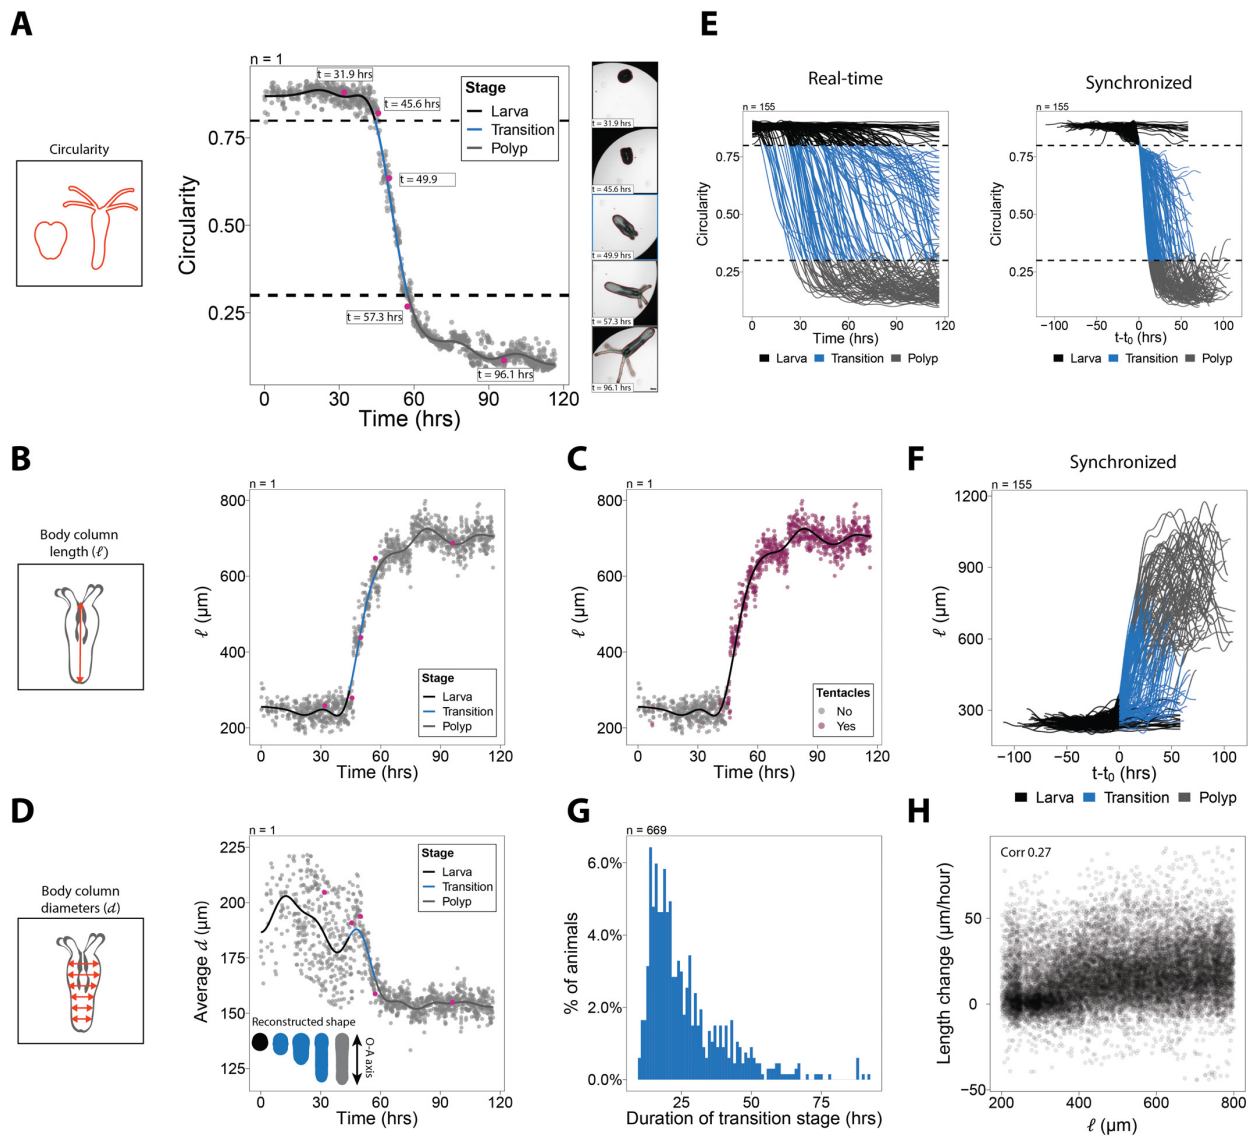 A
n = 1
t = 31.9 hrs
t = 45.6 hrs
t = 49.9
t = 57.3 hrs
t = 96.1 hrs
Stage
Larva
Transition
Polyp
Circularity
Circularity
0.75
0.50
0.25
0
30
60
90
120
Time (hrs)
t = 31.9 hrs
t = 45.6 hrs
t = 49.9 hrs
t = 57.3 hrs
t = 96.1 hrs
E
Real-time
n = 155
Circularity
0.75
0.50
0.25
0
30
60
90
120
Time (hrs)
Larva
Transition
Polyp
Synchronized
n = 155
Circularity
0.75
0.50
0.25
−100
−50
0
50
100
t-t0 (hrs)
Larva
Transition
Polyp
B
Body column
length (ℓ)
n = 1
ℓ (µm)
800
600
400
200
Stage
Larva
Transition
Polyp
0
30
60
90
120
Time (hrs)
C
n = 1
ℓ (µm)
800
600
400
200
Tentacles
No
Yes
0
30
60
90
120
Time (hrs)
F
Synchronized
n = 155
ℓ (µm)
1200
900
600
300
−100
−50
0
50
100
t-t0 (hrs)
Larva
Transition
Polyp
D
Body column
diameters (d)
n = 1
Average d (µm)
225
200
175
150
125
Stage
Larva
Transition
Polyp
Reconstructed shape
O-A axis
0
30
60
90
120
Time (hrs)
G
n = 669
% of animals
6.0%
4.0%
2.0%
0.0%
25
50
75
Duration of transition stage (hrs)
H
Corr 0.27
Length change (µm/hour)
50
0
−50
200
400
600
800
ℓ (µm)